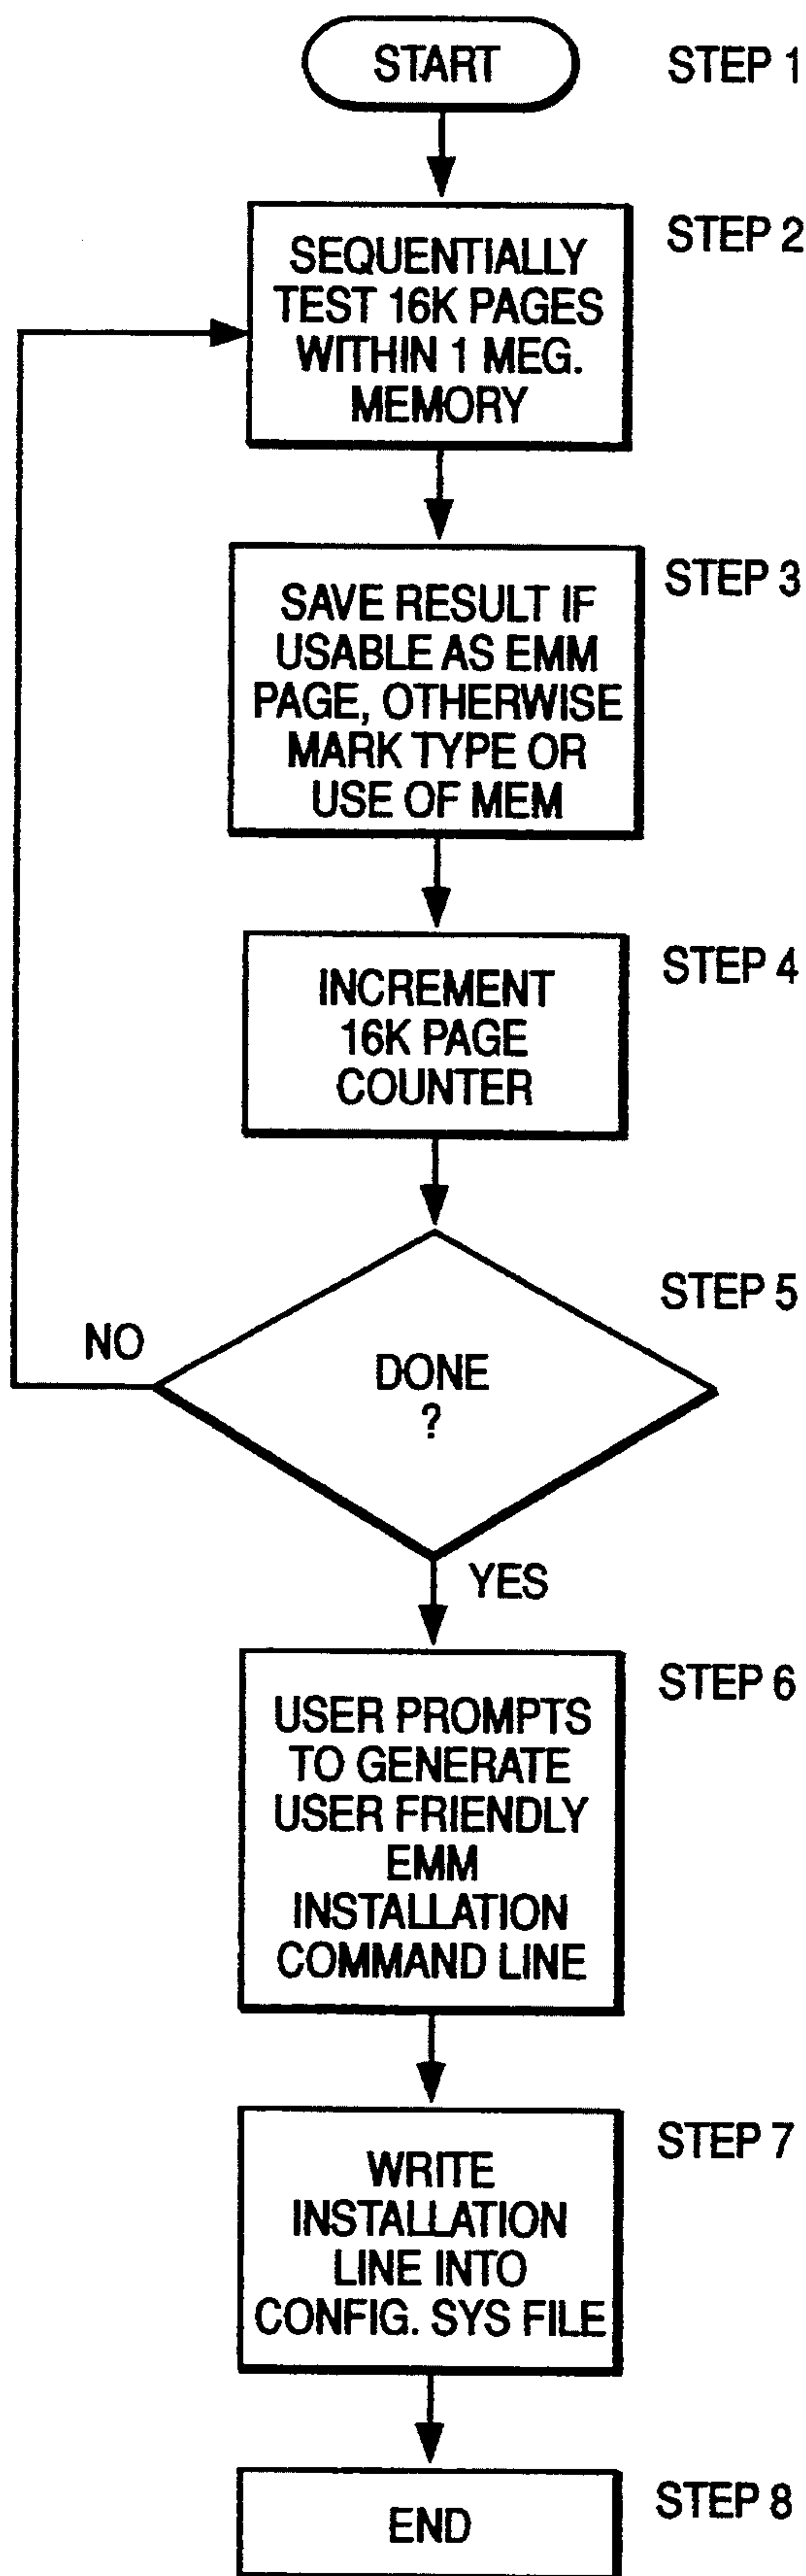 START
STEP 1
STEP 2
SEQUENTIALLY
TEST 16K PAGES
WITHIN 1 MEG.
MEMORY
STEP 3
SAVE RESULT IF
USABLE AS EMM
PAGE, OTHERWISE
MARK TYPE OR
USE OF MEM
STEP 4
INCREMENT
16K PAGE
COUNTER
STEP 5
NO
DONE
?
YES
STEP 6
USER PROMPTS
TO GENERATE
USER FRIENDLY
EMM
INSTALLATION
COMMAND LINE
STEP 7
WRITE
INSTALLATION
LINE INTO
CONFIG. SYS FILE
STEP 8
END